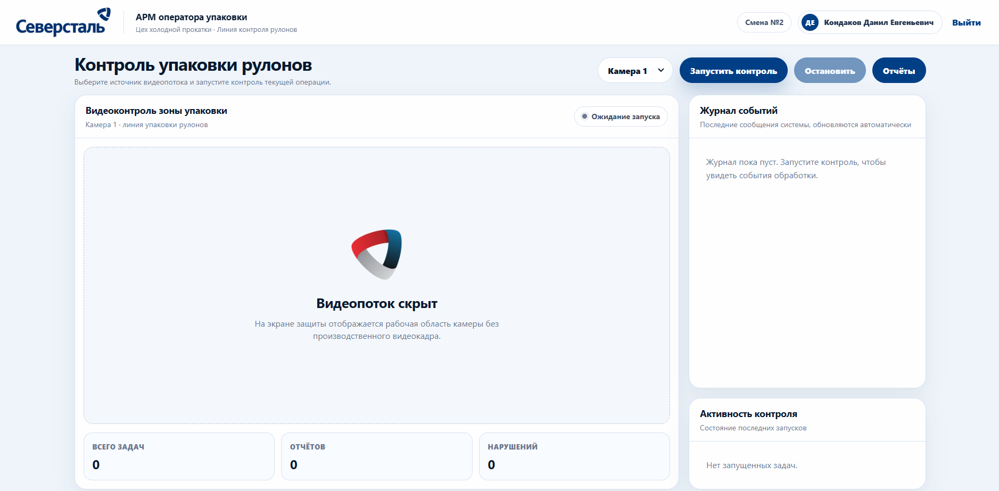 Северсталь
АРМ оператора упаковки
Цех холодной прокатки · Линия контроля рулонов
Смена №2
ДЕ
Кондаков Данил Евгеньевич
Выйти
Контроль упаковки рулонов
Выберите источник видеопотока и запустите контроль текущей операции.
Камера 1
Запустить контроль
Остановить
Отчёты
Видеоконтроль зоны упаковки
Камера 1 · линия упаковки рулонов
Ожидание запуска
Видеопоток скрыт
На экране защиты отображается рабочая область камеры без
производственного видеокадра.
ВСЕГО ЗАДАЧ
0
ОТЧЁТОВ
0
НАРУШЕНИЙ
0
Журнал событий
Последние сообщения системы, обновляются автоматически
Журнал пока пуст. Запустите контроль, чтобы
увидеть события обработки.
Активность контроля
Состояние последних запусков
Нет запущенных задач.